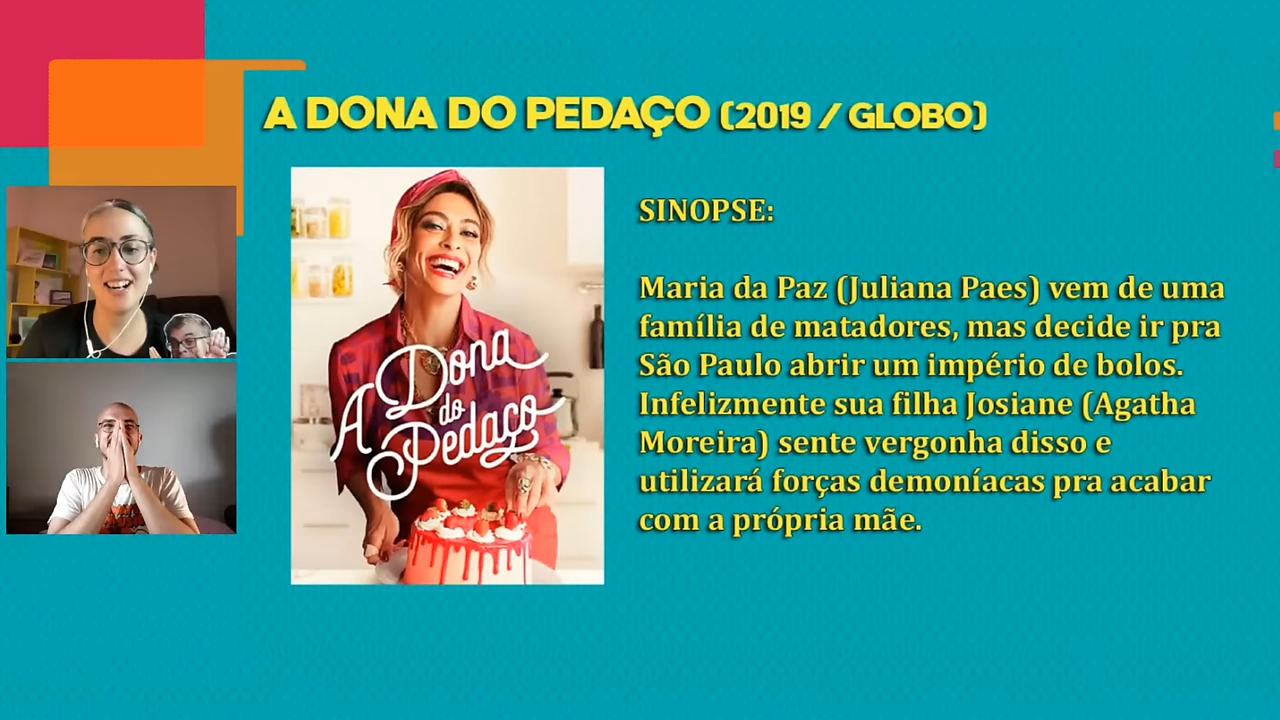 A DONA DO PEDAÇO (2019 / GLOBO)
A Dona
do
Pedaço
SINOPSE:
Maria da Paz (Juliana Paes) vem de uma
família de matadores, mas decide ir pra
São Paulo abrir um império de bolos.
Infelizmente sua filha Josiane (Agatha
Moreira) sente vergonha disso e
utilizará forças demoníacas pra acabar
com a própria mãe.